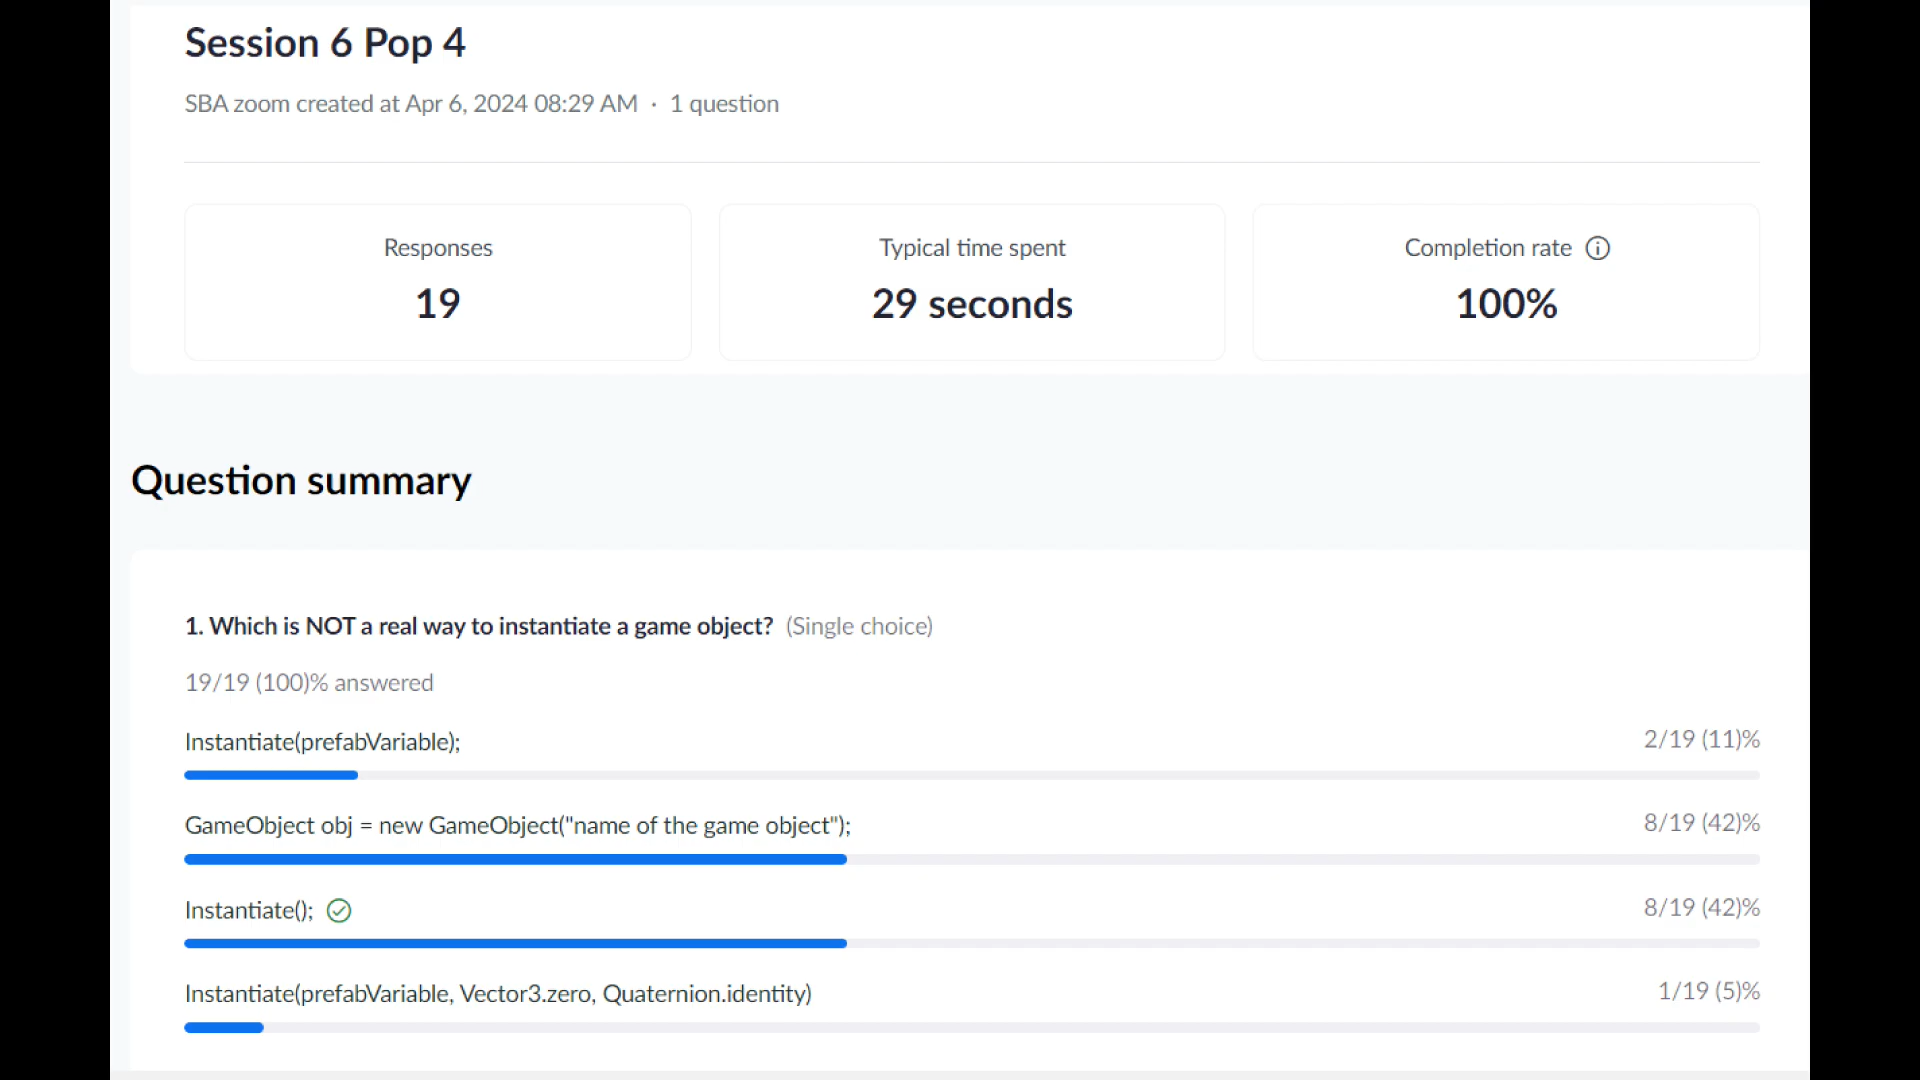 Session 6 Pop 4
SBA zoom created at Apr 6, 2024 08:29 AM · 1 question
Responses
19
Typical time spent
29 seconds
Completion rate
100%
Question summary
1. Which is NOT a real way to instantiate a game object? (Single choice)
19/19 (100)% answered
Instantiate(prefabVariable);
2/19 (11)%
GameObject obj = new GameObject("name of the game object");
8/19 (42)%
Instantiate();
8/19 (42)%
Instantiate(prefabVariable, Vector3.zero, Quaternion.identity)
1/19 (5)%